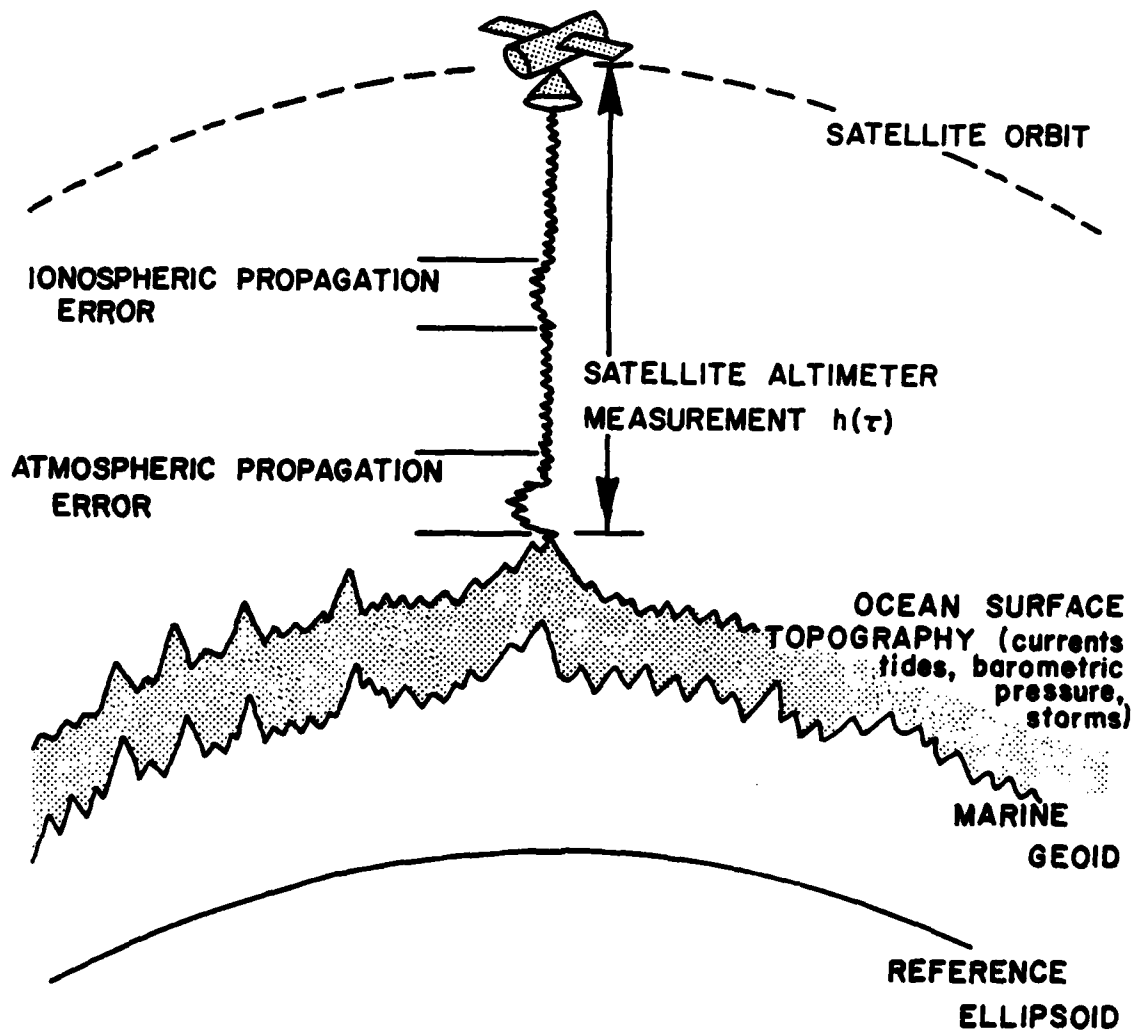 SATELLITE ORBIT
IONOSPHERIC PROPAGATION
ERROR
SATELLITE ALTIMETER
MEASUREMENT h(τ)
ATMOSPHERIC PROPAGATION
ERROR
OCEAN SURFACE
TOPOGRAPHY (currents
tides, barometric
pressure,
storms)
MARINE
GEOID
REFERENCE
ELLIPSOID